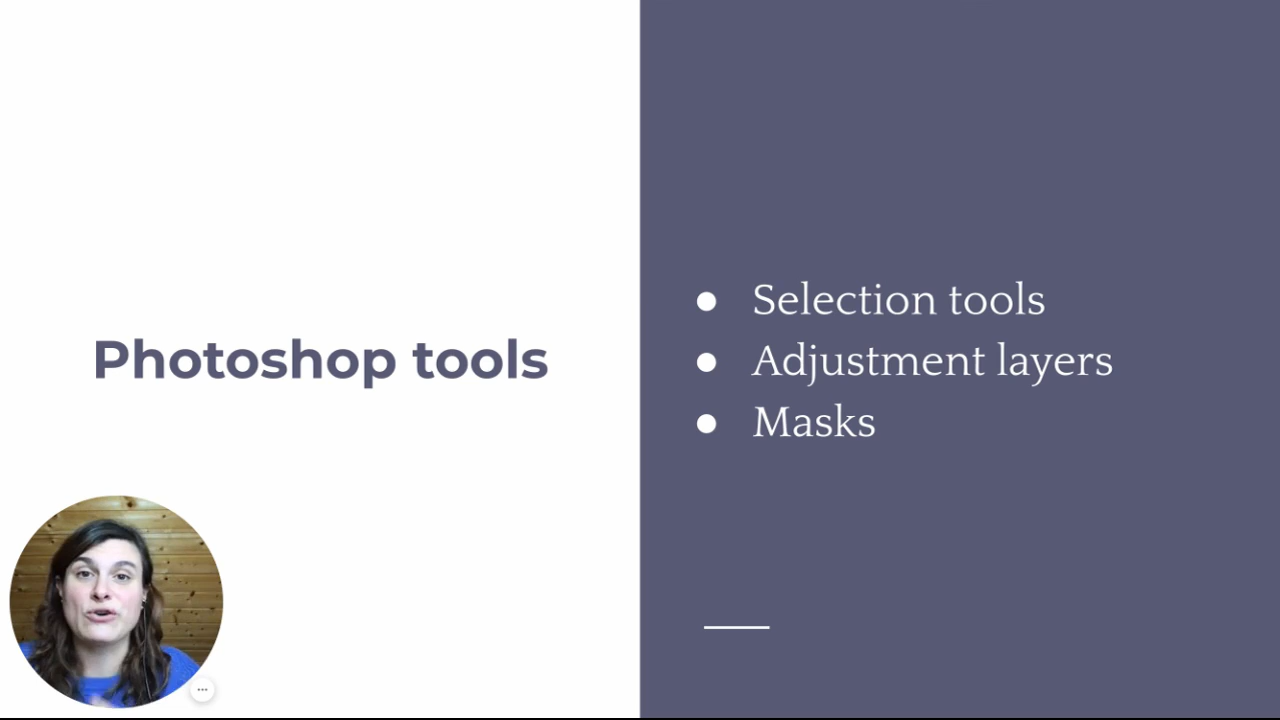 Photoshop tools
● Selection tools
● Adjustment layers
● Masks